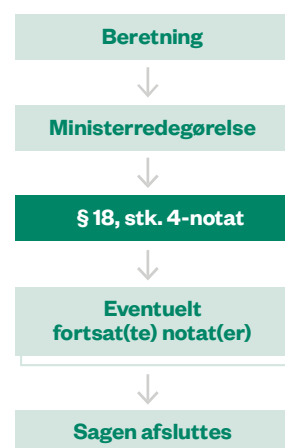 Beretning
Ministerredegørelse
§ 18, stk. 4-notat
Eventuelt
fortsat(te) notat(er)
Sagen afsluttes